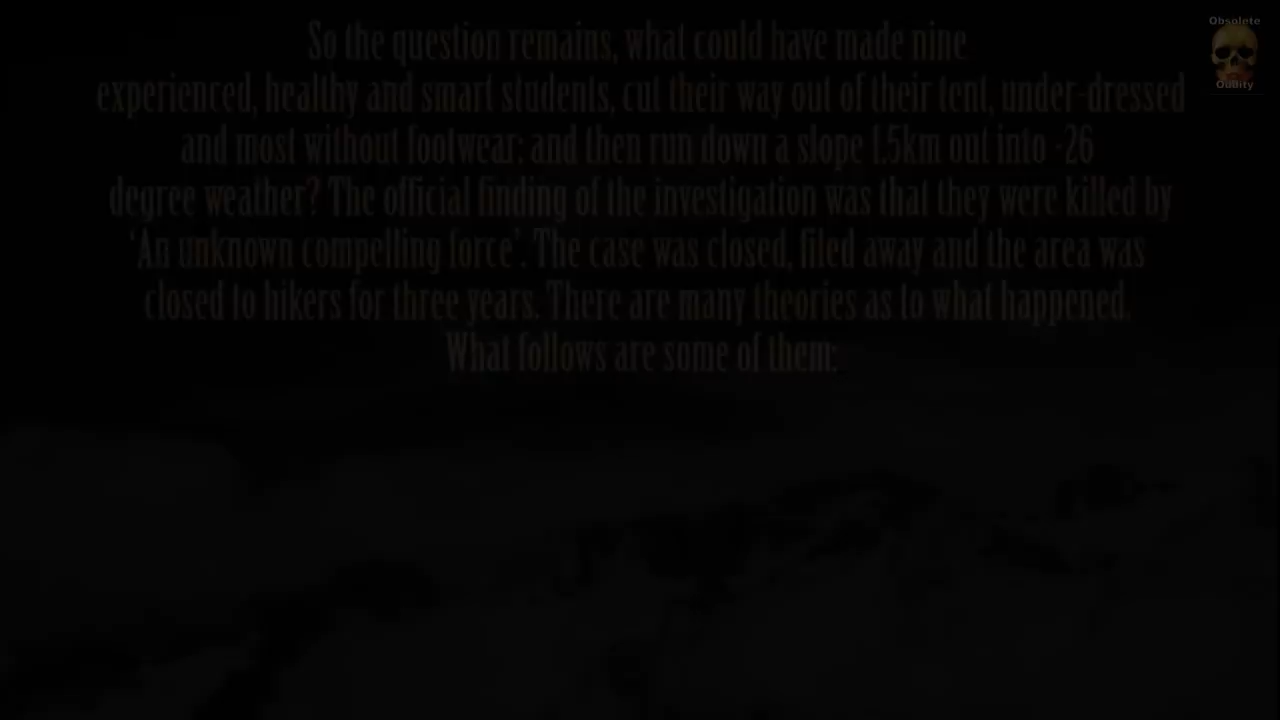 Obsolete
Oddity
So the question remains, what could have made nine
experienced, healthy and smart students, cut their way out of their tent, under-dressed
and most without footwear; and then run down a slope 1.5km out into -26
degree weather? The official finding of the investigation was that they were killed by
‘An unknown compelling force’. The case was closed, filed away and the area was
closed to hikers for three years. There are many theories as to what happened.
What follows are some of them: